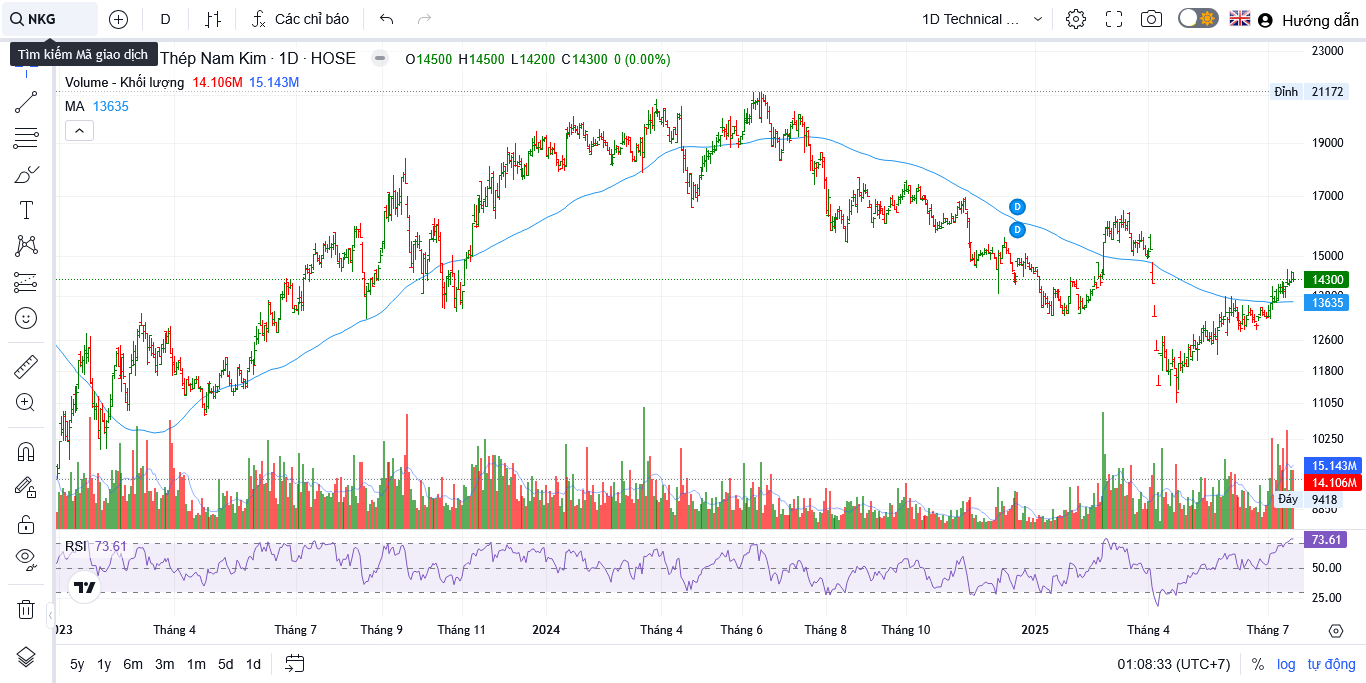 NKG
D
Các chỉ báo
1D Technical ...
Hướng dẫn
Tìm kiếm Mã giao dịch
Thép Nam Kim · 1D · HOSE
O14500 H14500 L14200 C14300 0 (0.00%)
Volume - Khối lượng 14.106M 15.143M
MA 13635
23000
Đỉnh 21172
19000
17000
D
D
15000
14300
13635
12600
11800
11050
10250
15.143M
14.106M
Đáy 9418
RSI 73.61
73.61
50.00
25.00
Tháng 4 Tháng 7 Tháng 9 Tháng 11 2024 Tháng 4 Tháng 6 Tháng 8 Tháng 10 2025 Tháng 4 Tháng 7
5y 1y 6m 3m 1m 5d 1d
01:08:33 (UTC+7) % log tự động